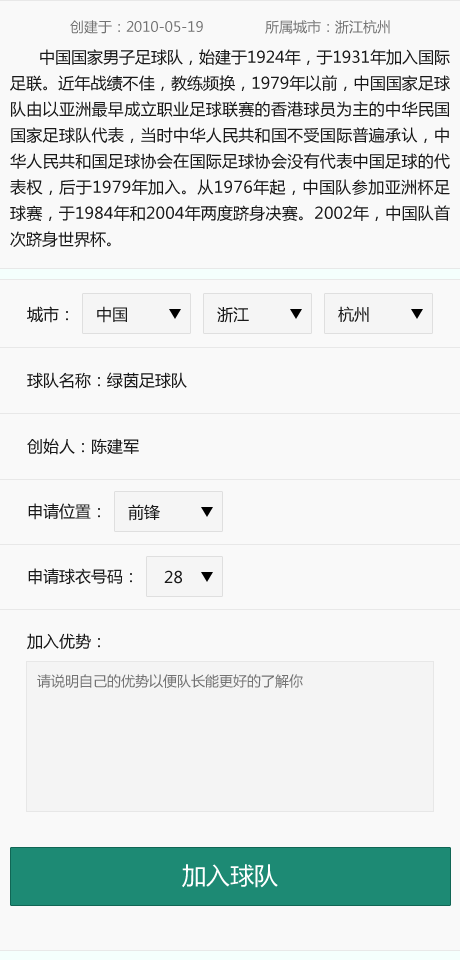 创建于：2010-05-19 所属城市：浙江杭州
中国国家男子足球队，始建于1924年，于1931年加入国际
足联。近年战绩不佳，教练频换，1979年以前，中国国家足球
队由以亚洲最早成立职业足球联赛的香港球员为主的中华民国
国家足球队代表，当时中华人民共和国不受国际普遍承认，中
华人民共和国足球协会在国际足球协会没有代表中国足球的代
表权，后于1979年加入。从1976年起，中国队参加亚洲杯足
球赛，于1984年和2004年两度跻身决赛。2002年，中国队首
次跻身世界杯。
城市： 中国 浙江 杭州
球队名称：绿茵足球队
创始人：陈建军
申请位置： 前锋
申请球衣号码： 28
加入优势：
请说明自己的优势以便队长能更好的了解你
加入球队